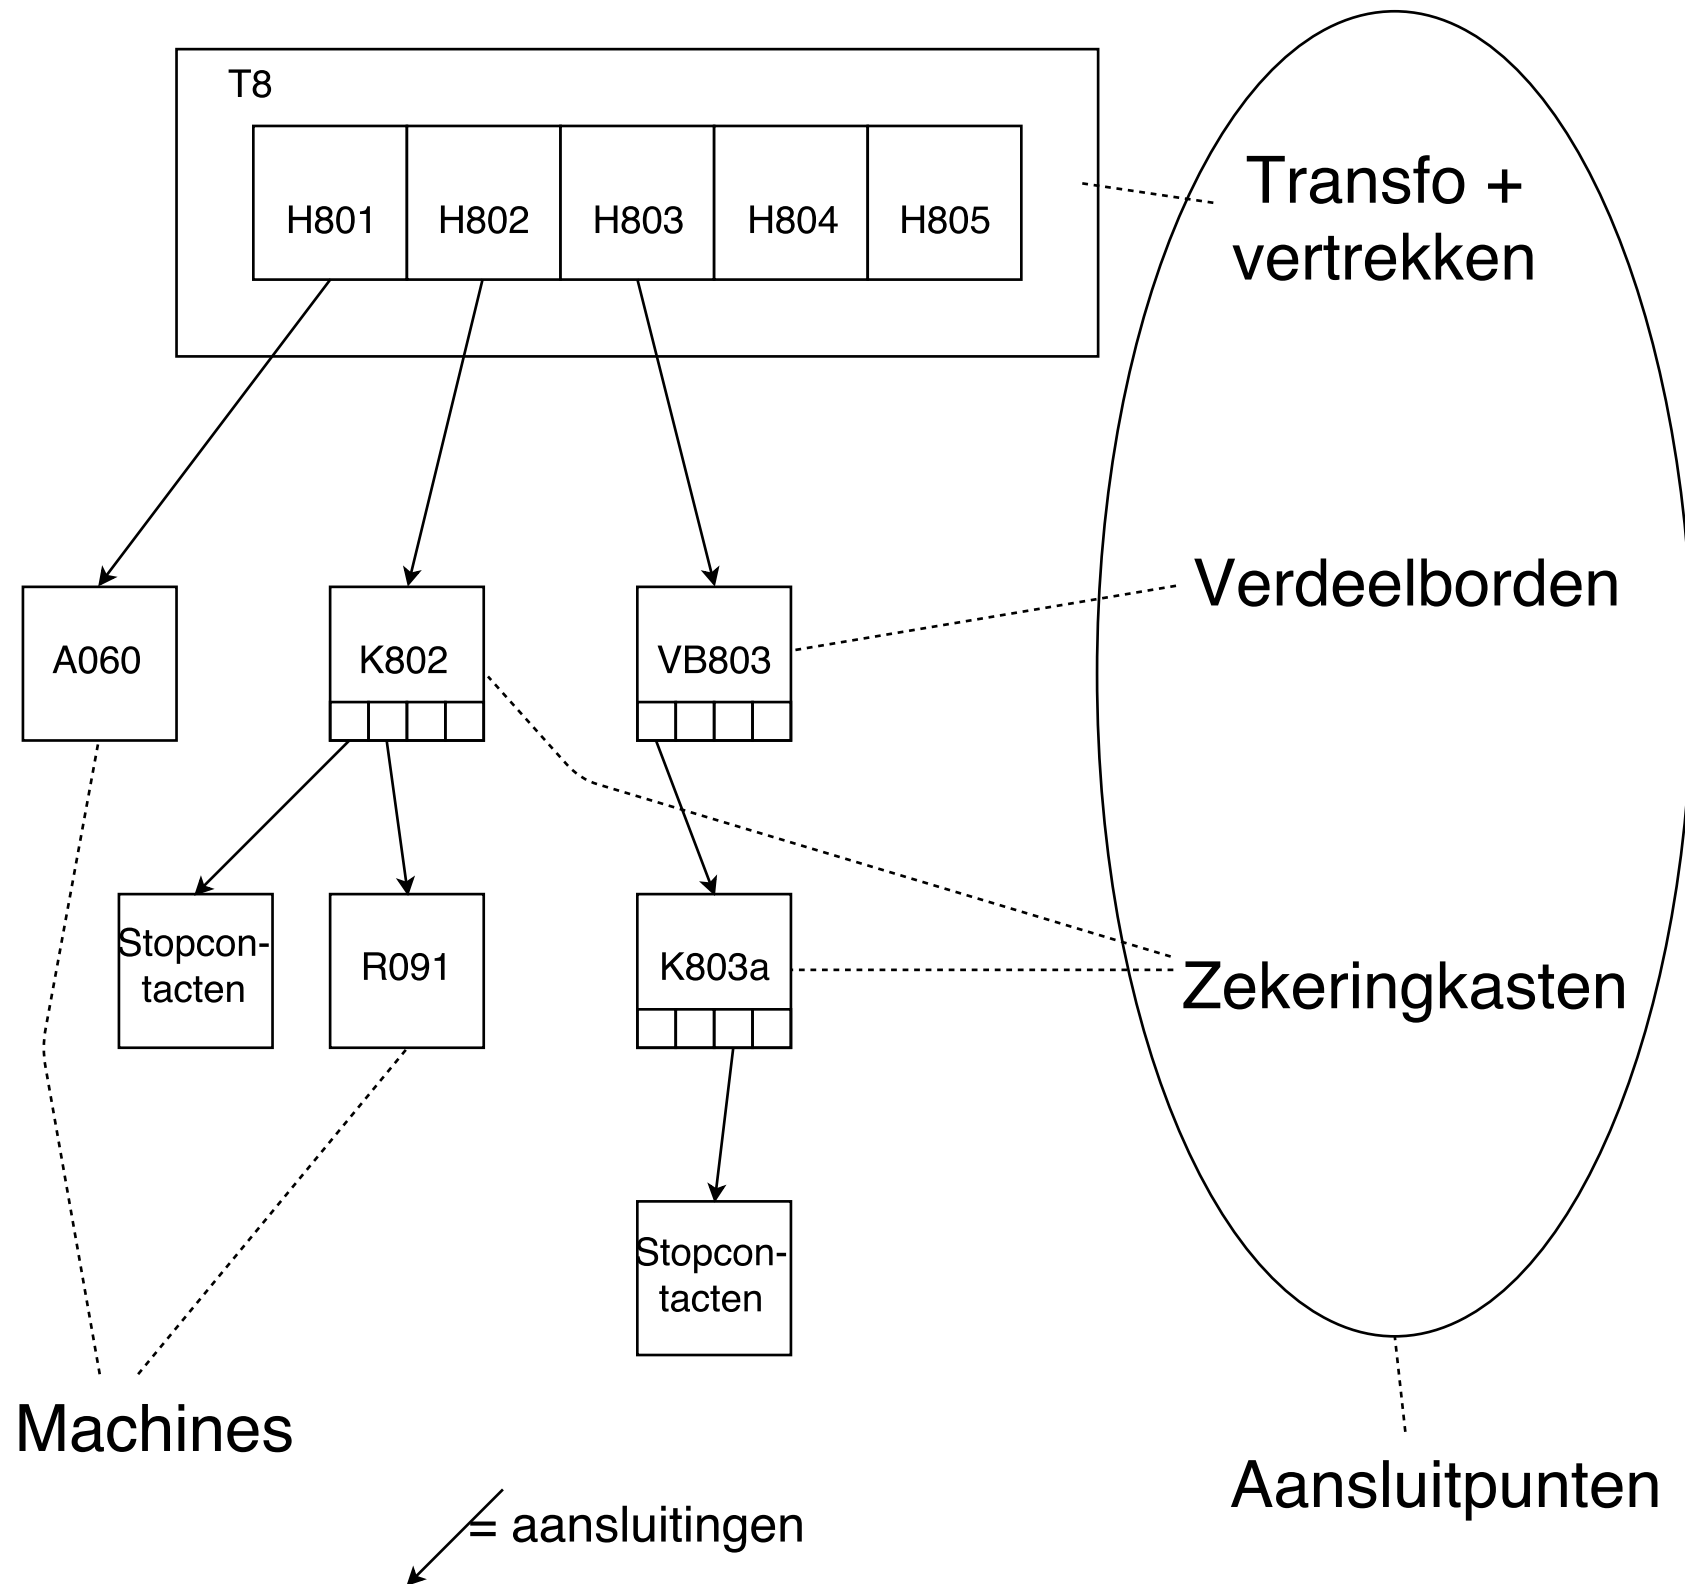 T8
H801
H802
H803
H804
H805
Transfo +
vertrekken
Verdeelborden
A060
K802
VB803
Stopcon-
tacten
R091
K803a
Zekeringkasten
Stopcon-
tacten
Machines
Aansluitpunten
= aansluitingen